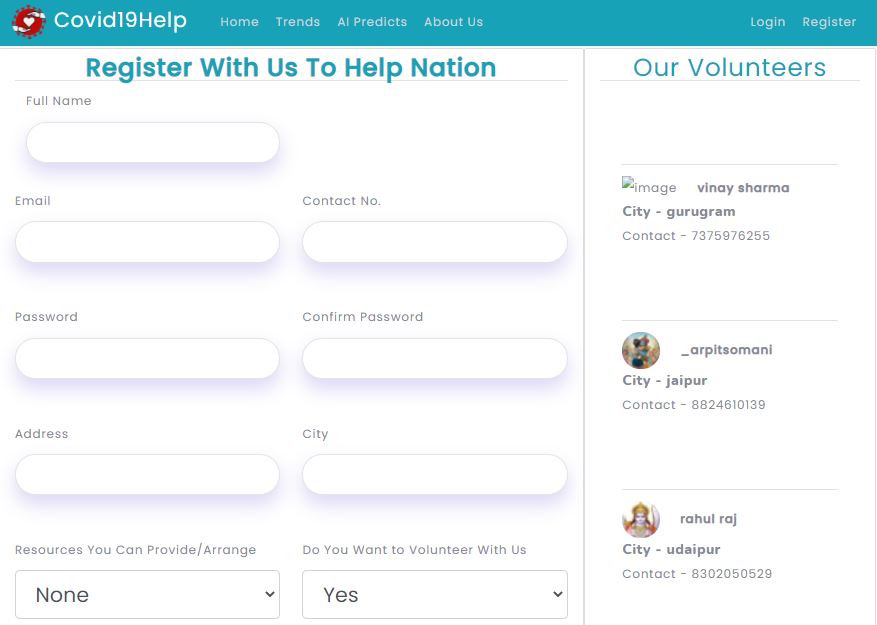 Covid19Help
Home Trends AI Predicts About Us
Login Register
Register With Us To Help Nation
Full Name
Email Contact No.
Password Confirm Password
Address City
Resources You Can Provide/Arrange Do You Want to Volunteer With Us
None Yes
Our Volunteers
image vinay sharma
City - gurugram
Contact - 7375976255
_arpitsomani
City - jaipur
Contact - 8824610139
rahul raj
City - udaipur
Contact - 8302050529